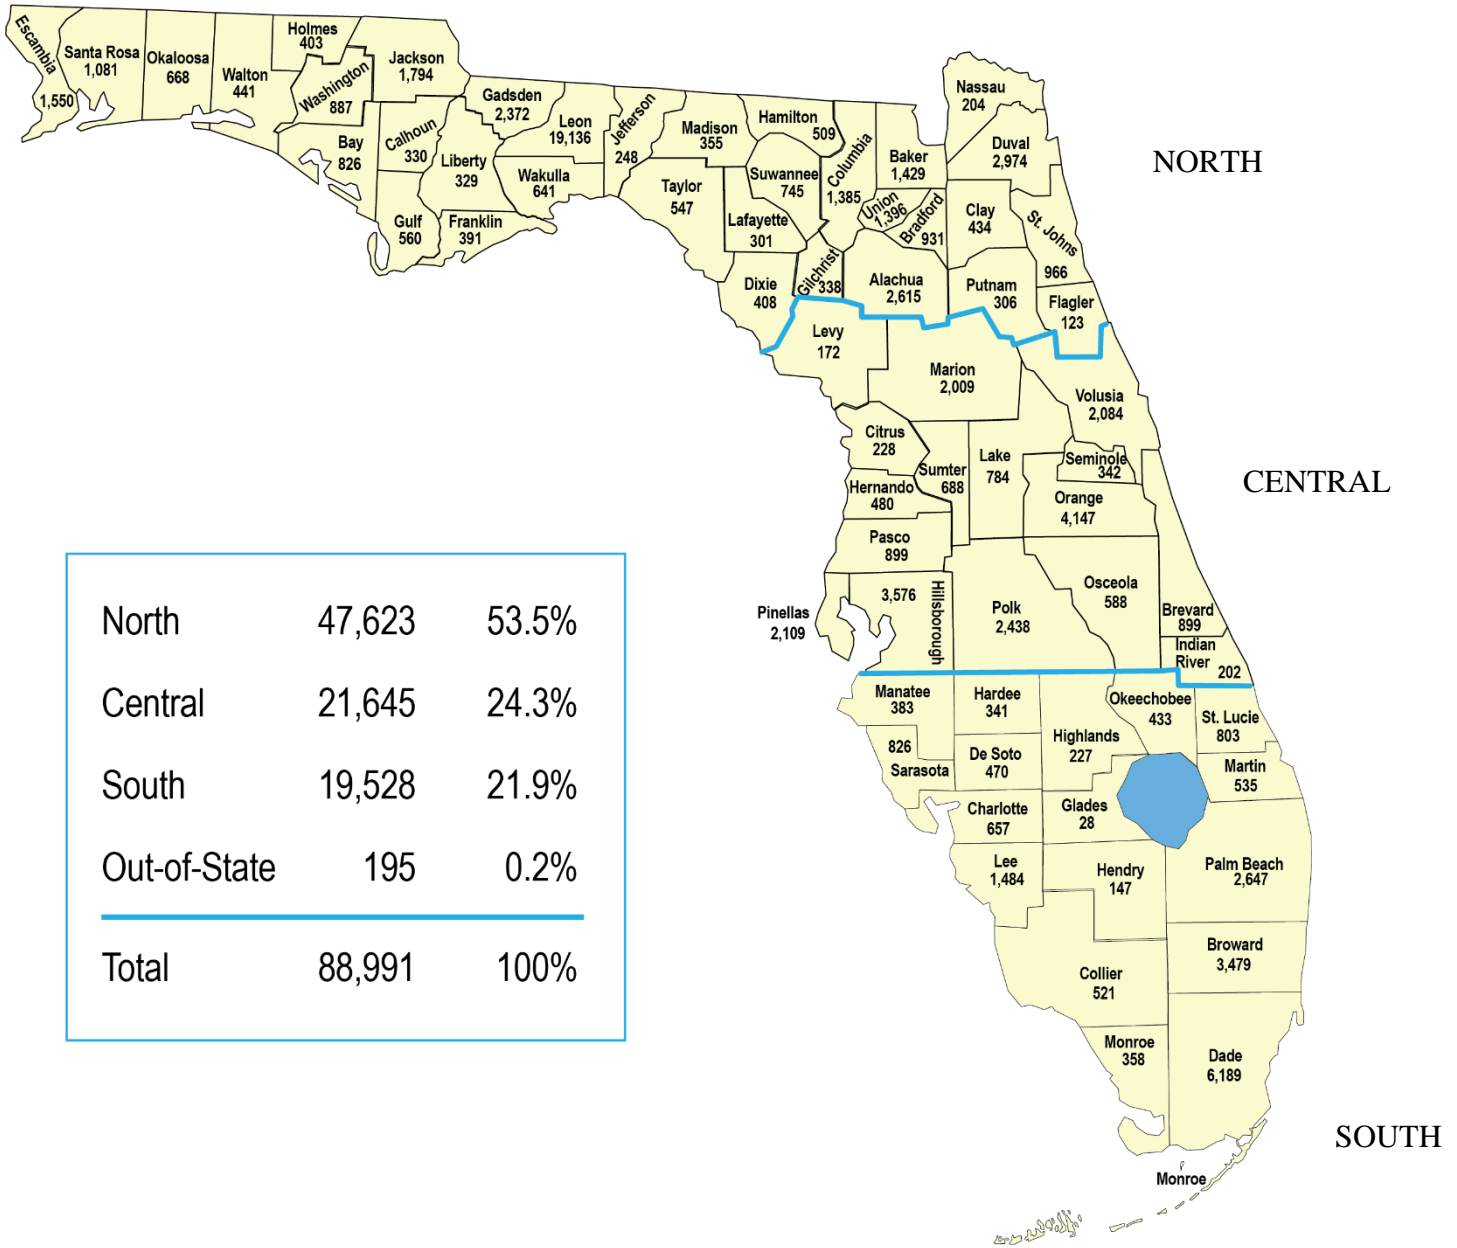 Escambia
1,550
Santa Rosa
1,081
Okaloosa
668
Walton
441
Holmes
403
Washington
887
Jackson
1,794
Bay
826
Calhoun
330
Gulf
560
Liberty
329
Franklin
391
Gadsden
2,372
Leon
19,136
Wakulla
641
Jefferson
248
Madison
355
Taylor
547
Hamilton
509
Suwannee
745
Lafayette
301
Dixie
408
Columbia
1,385
Gilchrist
338
Baker
1,429
Union
1,396
Bradford
931
Alachua
2,615
Nassau
204
Duval
2,974
Clay
434
St. Johns
966
Putnam
306
Flagler
123
NORTH
Levy
172
Marion
2,009
Volusia
2,084
Citrus
228
Sumter
688
Lake
784
Seminole
342
Hernando
480
Orange
4,147
CENTRAL
Pasco
899
Pinellas
2,109
3,576
Hillsborough
Polk
2,438
Osceola
588
Brevard
899
Indian
River 202
Manatee
383
Hardee
341
Highlands
227
Okeechobee
433
St. Lucie
803
826
Sarasota
De Soto
470
Martin
535
Charlotte
657
Glades
28
Lee
1,484
Hendry
147
Palm Beach
2,647
Broward
3,479
Collier
521
Monroe
358
Dade
6,189
SOUTH
Monroe
North 47,623 53.5%
Central 21,645 24.3%
South 19,528 21.9%
Out-of-State 195 0.2%
Total 88,991 100%